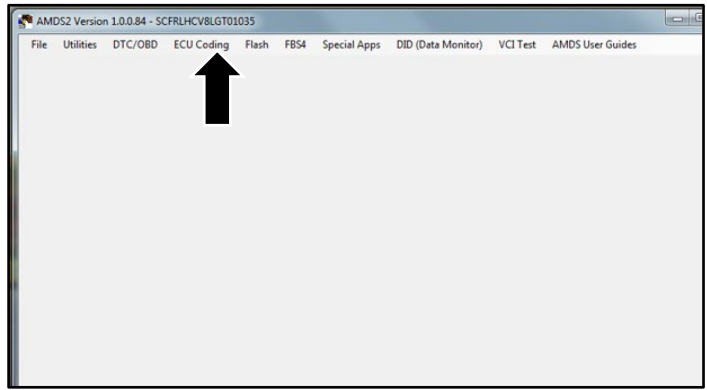 AMDS2 Version 1.0.0.84 - SCFRLHCV8LGT01035
File Utilities DTC/OBD ECU Coding Flash FBS4 Special Apps DID (Data Monitor) VCI Test AMDS User Guides